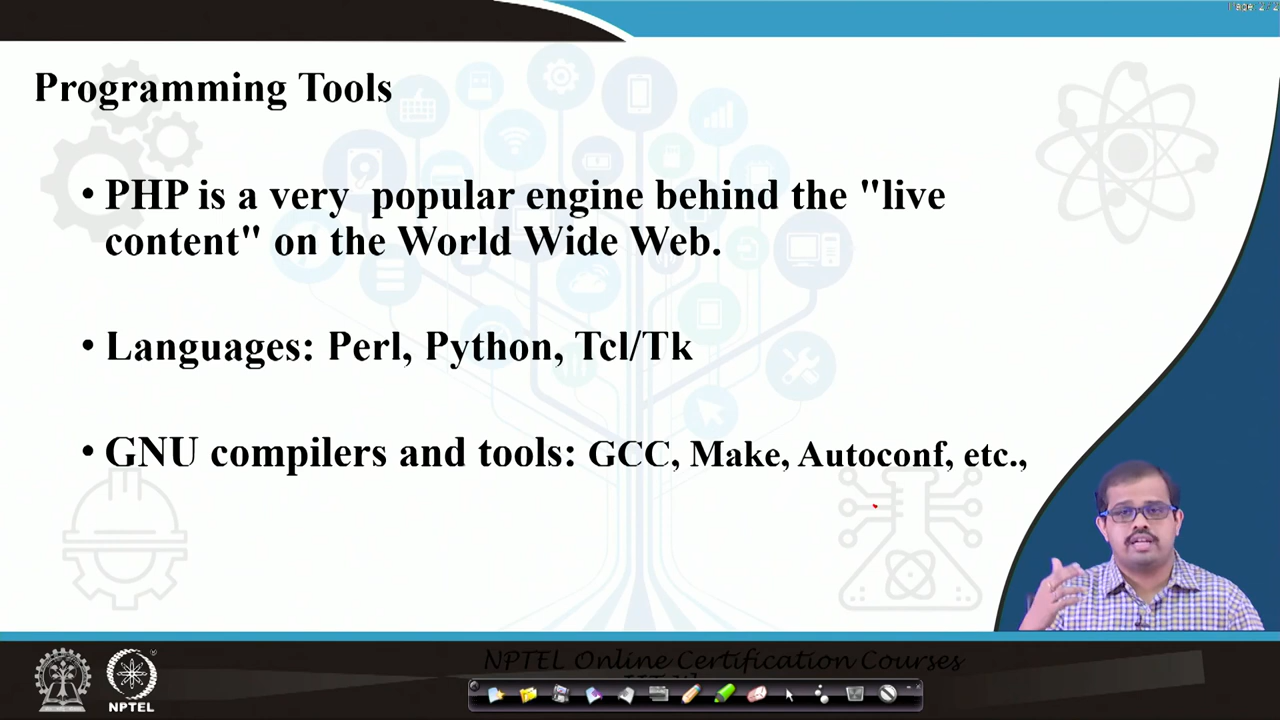 Programming Tools
• PHP is a very popular engine behind the "live
content" on the World Wide Web.
• Languages: Perl, Python, Tcl/Tk
• GNU compilers and tools: GCC, Make, Autoconf, etc.,
NPTEL Online Certification Courses
NPTEL